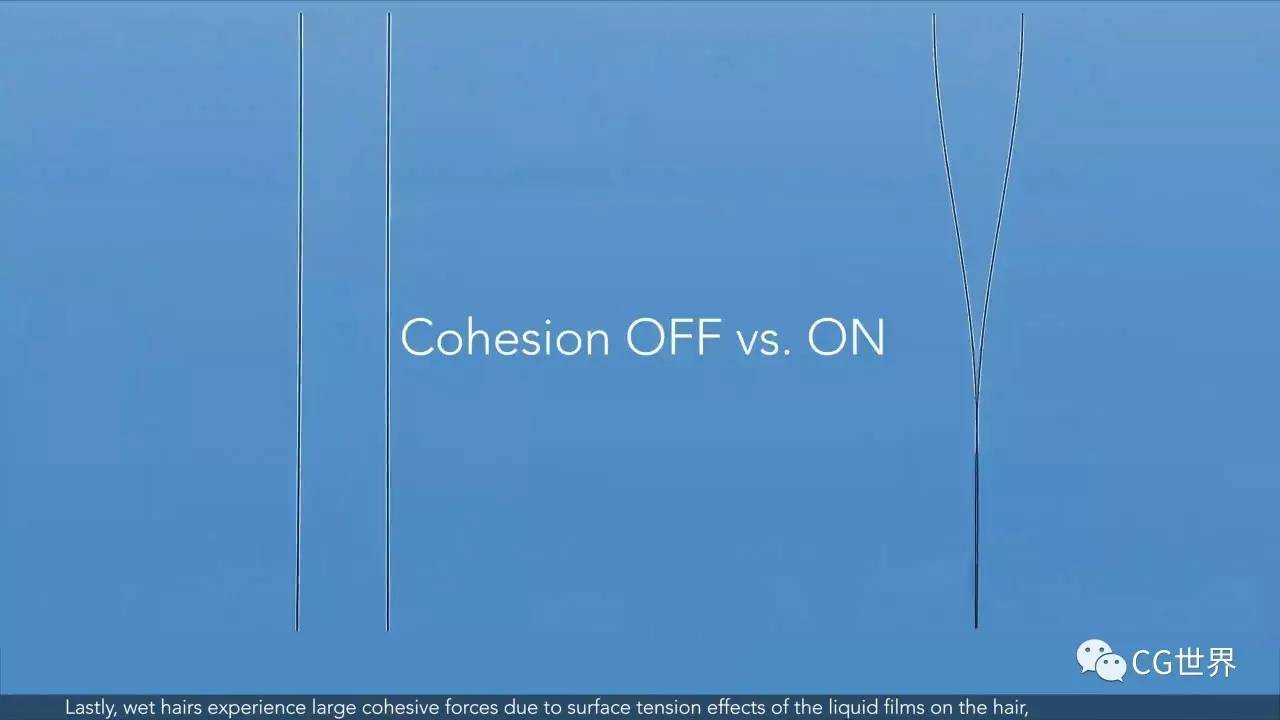 Cohesion OFF vs. ON
CG世界
Lastly, wet hairs experience large cohesive forces due to surface tension effects of the liquid films on the hair,